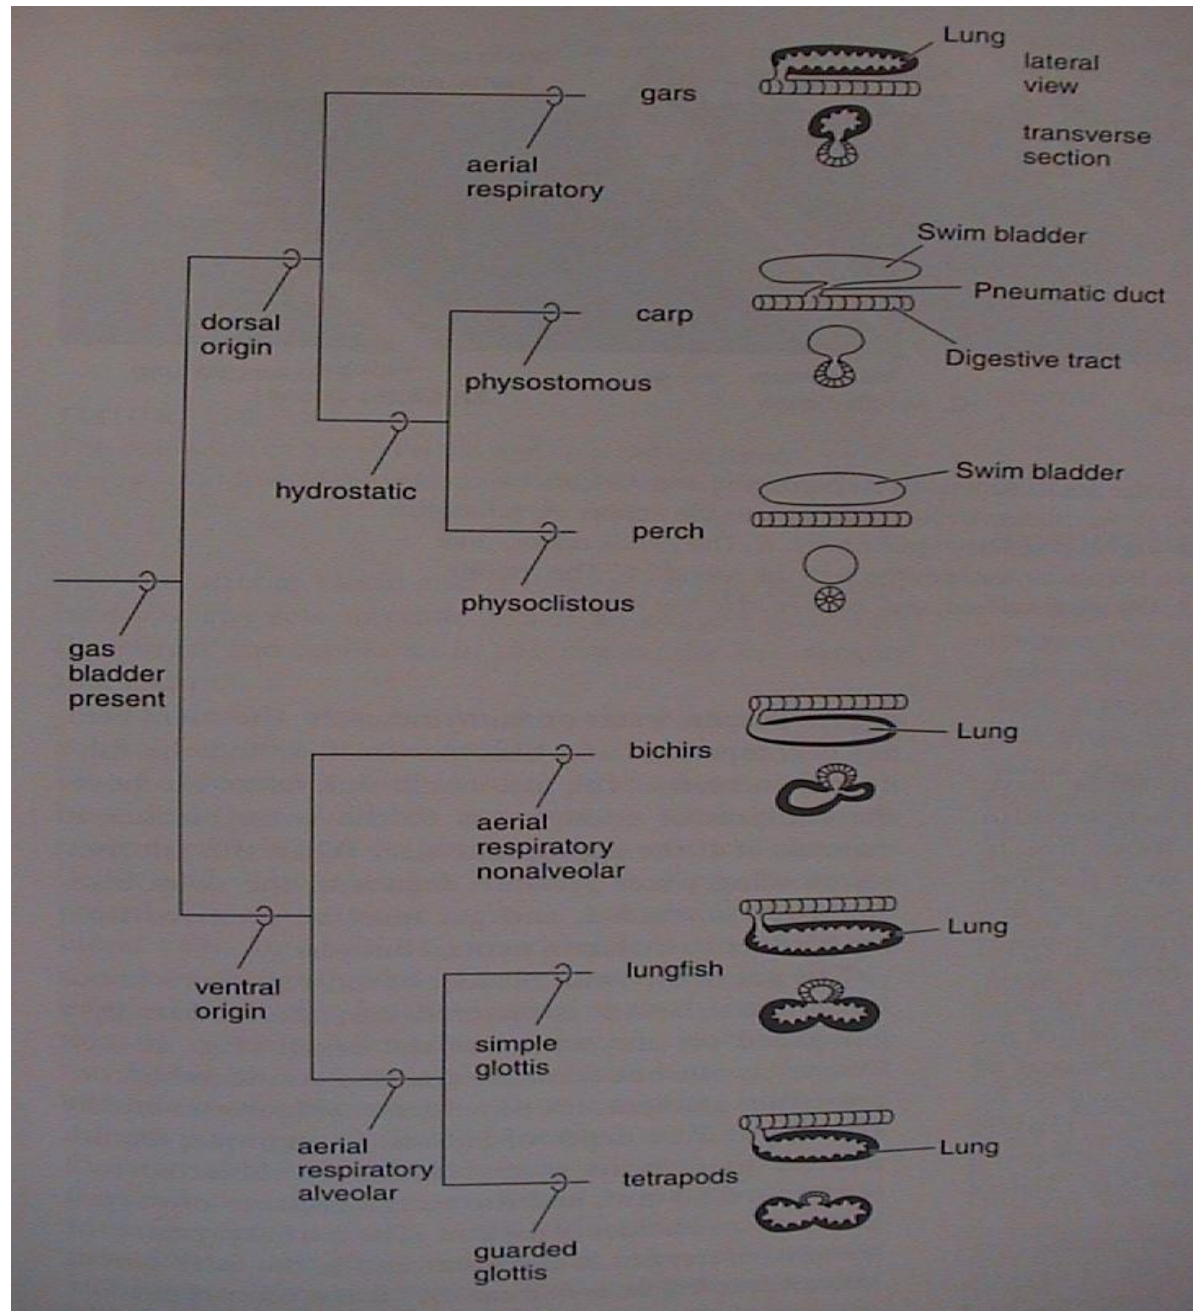 Lung
lateral
view
gars
transverse
section
aerial
respiratory
Swim bladder
Pneumatic duct
carp
dorsal
origin
Digestive tract
physostomous
Swim bladder
hydrostatic
perch
physoclistous
gas
bladder
present
Lung
bichirs
aerial
respiratory
nonalveolar
Lung
lungfish
ventral
origin
simple
glottis
aerial
respiratory
alveolar
Lung
tetrapods
guarded
glottis